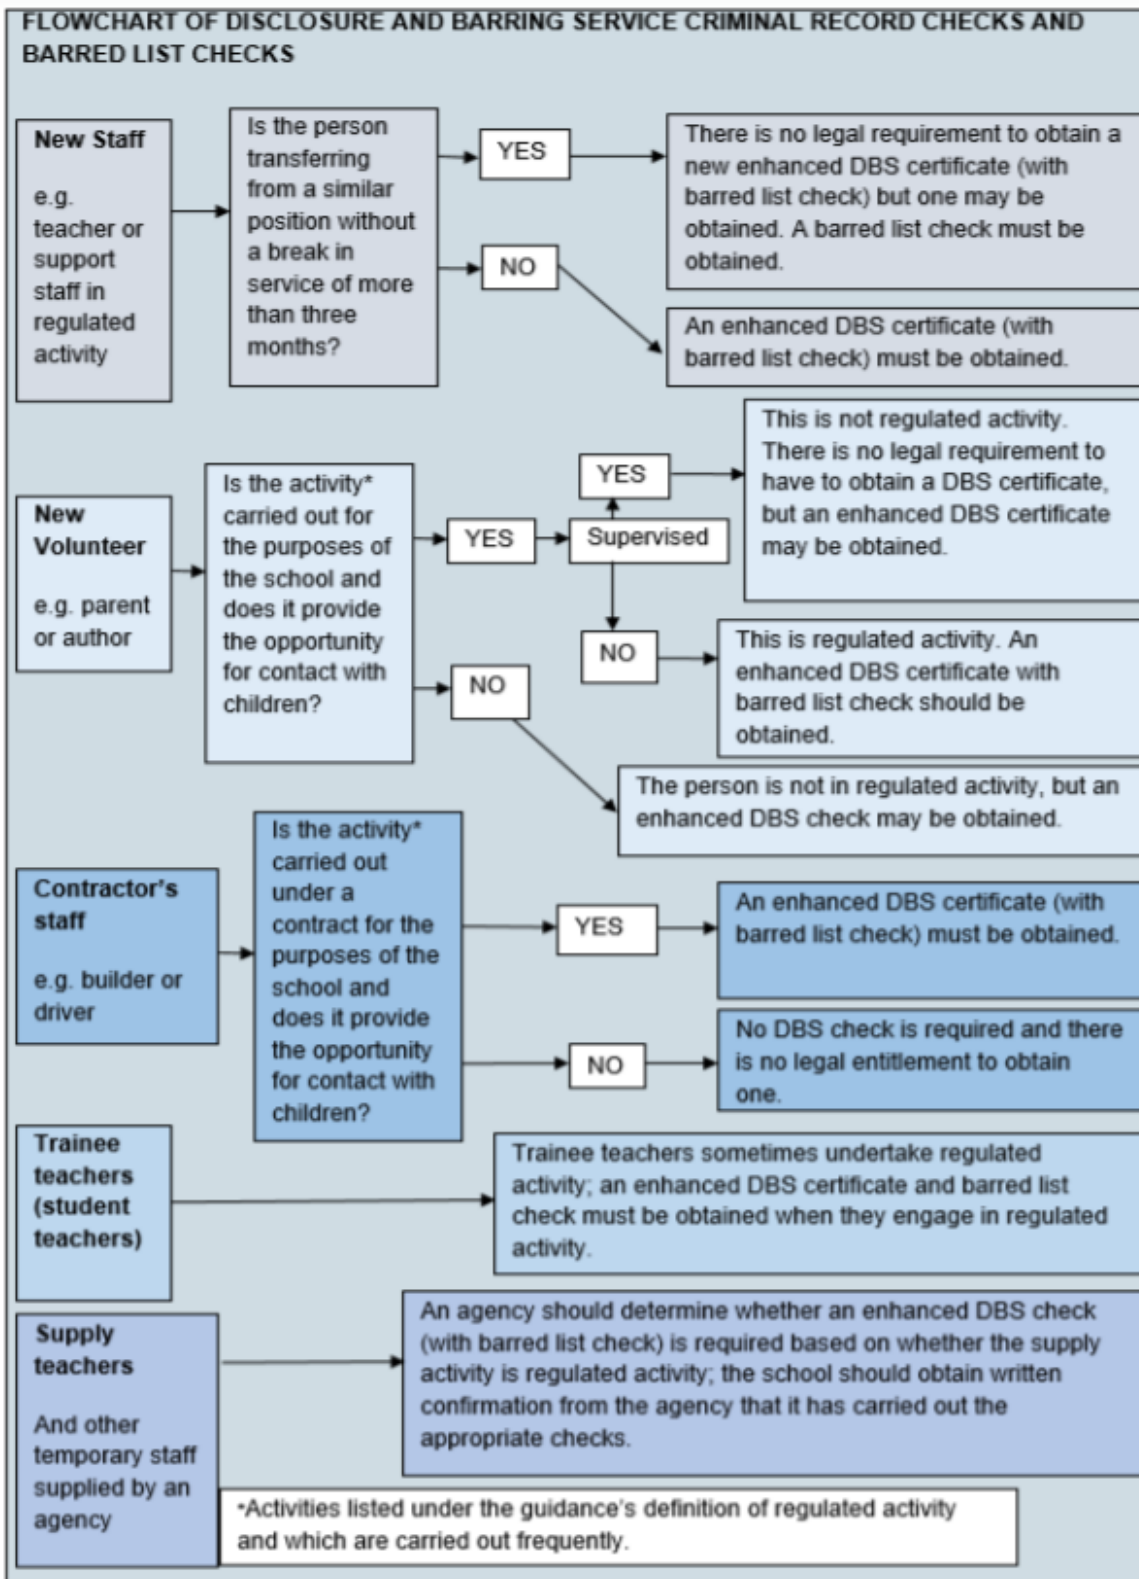 FLOWCHART OF DISCLOSURE AND BARRING SERVICE CRIMINAL RECORD CHECKS AND
BARRED LIST CHECKS
New Staff
e.g.
teacher or
support
staff in
regulated
activity
Is the person
transferring
from a similar
position without
a break in
service of more
than three
months?
YES
There is no legal requirement to obtain a
new enhanced DBS certificate (with
barred list check) but one may be
obtained. A barred list check must be
obtained.
NO
An enhanced DBS certificate (with
barred list check) must be obtained.
New
Volunteer
e.g. parent
or author
Is the activity*
carried out for
the purposes of
the school and
does it provide
the opportunity
for contact with
children?
YES
Supervised
YES
This is not regulated activity.
There is no legal requirement to
have to obtain a DBS certificate,
but an enhanced DBS certificate
may be obtained.
NO
This is regulated activity. An
enhanced DBS certificate with
barred list check should be
obtained.
NO
The person is not in regulated activity, but an
enhanced DBS check may be obtained.
Contractor's
staff
e.g. builder or
driver
Is the activity*
carried out
under a
contract for the
purposes of the
school and
does it provide
the opportunity
for contact with
children?
YES
An enhanced DBS certificate (with
barred list check) must be obtained.
NO
No DBS check is required and there
is no legal entitlement to obtain
one.
Trainee
teachers
(student
teachers)
Trainee teachers sometimes undertake regulated
activity; an enhanced DBS certificate and barred list
check must be obtained when they engage in regulated
activity.
Supply
teachers
And other
temporary staff
supplied by an
agency
An agency should determine whether an enhanced DBS check
(with barred list check) is required based on whether the supply
activity is regulated activity; the school should obtain written
confirmation from the agency that it has carried out the
appropriate checks.
*Activities listed under the guidance's definition of regulated activity
and which are carried out frequently.